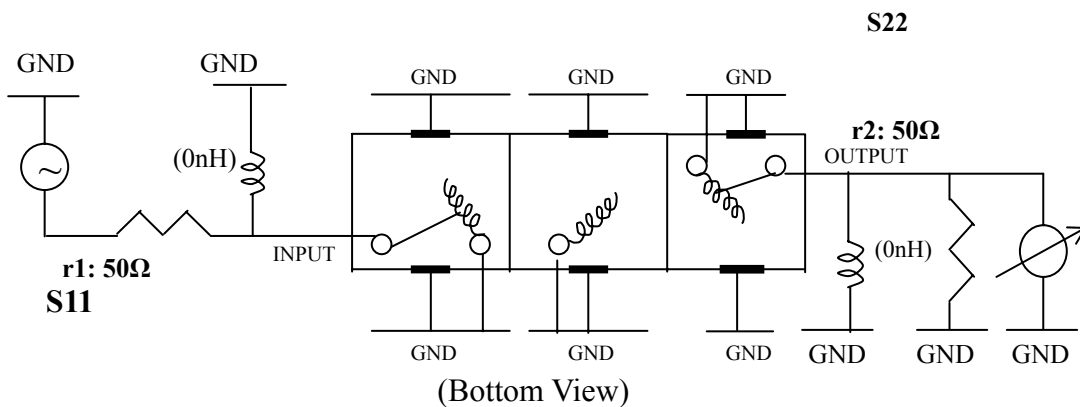 S22
GND
GND
GND
GND
GND
r2: 50Ω
OUTPUT
(0nH)
INPUT
(0nH)
r1: 50Ω
S11
GND
GND
GND
GND
GND
GND
(Bottom View)